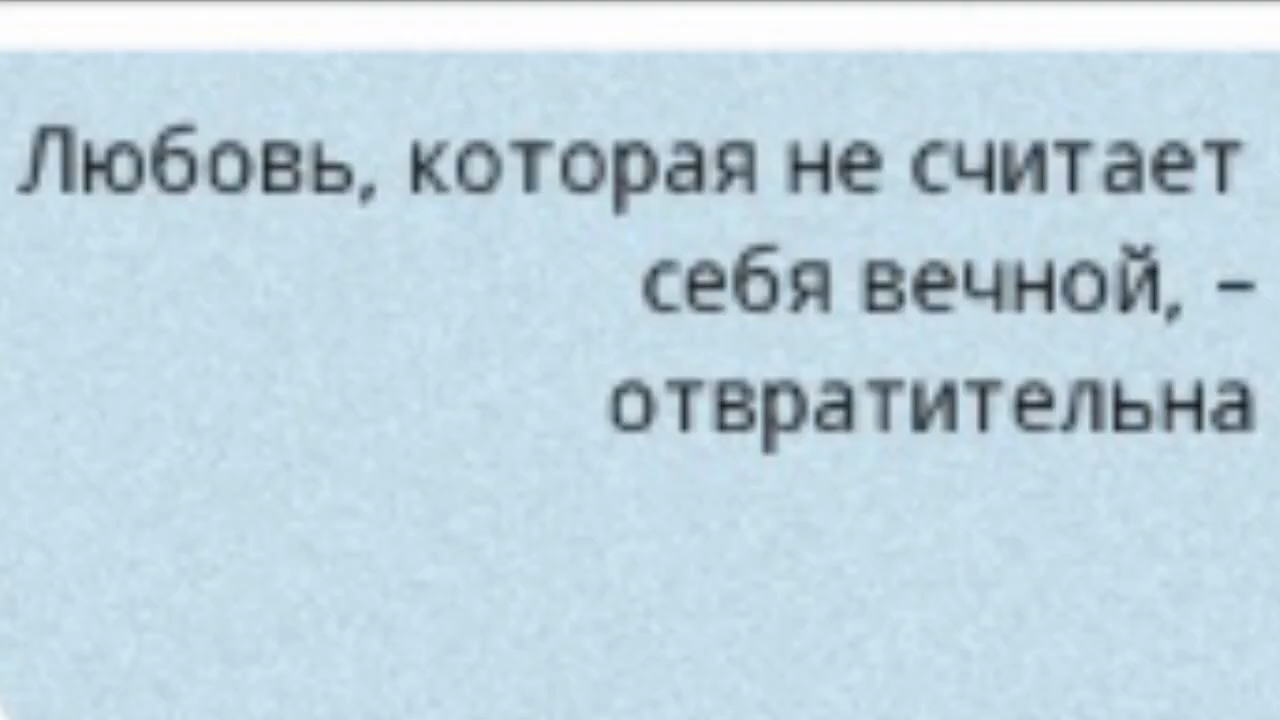 Любовь, которая не считает
себя вечной, –
отвратительна